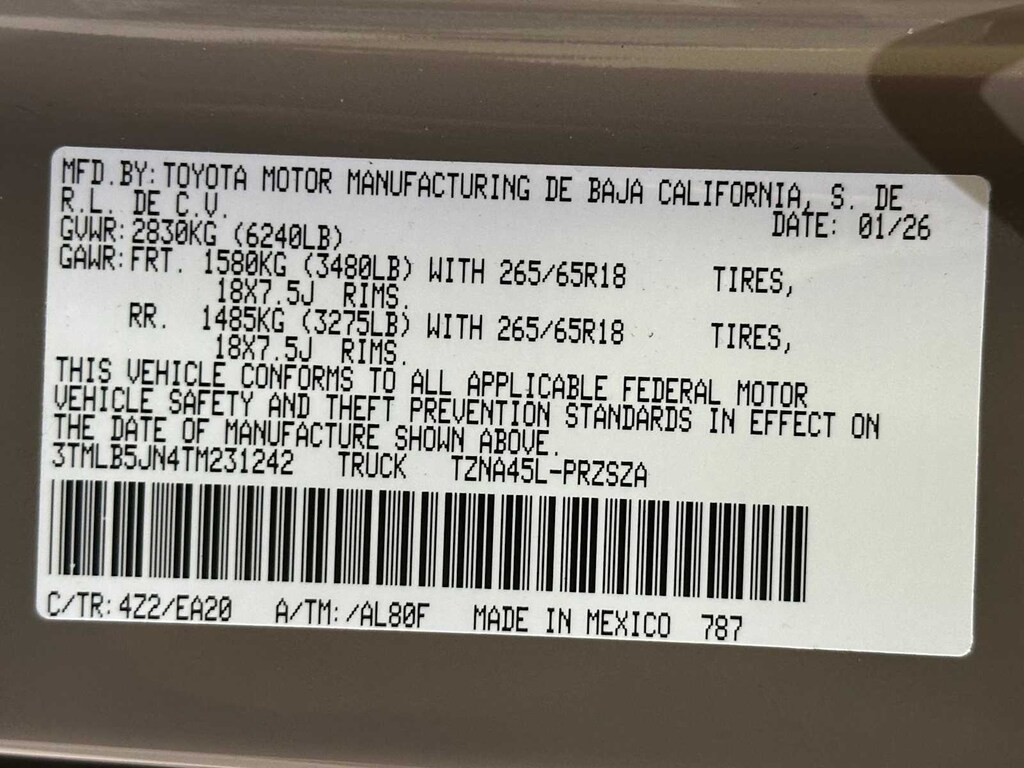 MFD.BY: TOYOTA MOTOR MANUFACTURING DE BAJA CALIFORNIA, S. DE
R.L. DE C.V. DATE: 01/26
GVWR: 2830KG (6240LB)
GAWR: FRT. 1580KG (3480LB) WITH 265/65R18 TIRES,
18X7.5J RIMS.
RR. 1485KG (3275LB) WITH 265/65R18 TIRES,
18X7.5J RIMS.
THIS VEHICLE CONFORMS TO ALL APPLICABLE FEDERAL MOTOR
VEHICLE SAFETY AND THEFT PREVENTION STANDARDS IN EFFECT ON
THE DATE OF MANUFACTURE SHOWN ABOVE.
3TMLB5JN4TM231242 TRUCK TZNA45L-PRZSZA
C/TR: 4Z2/EA20 A/TM: /AL80F MADE IN MEXICO 787